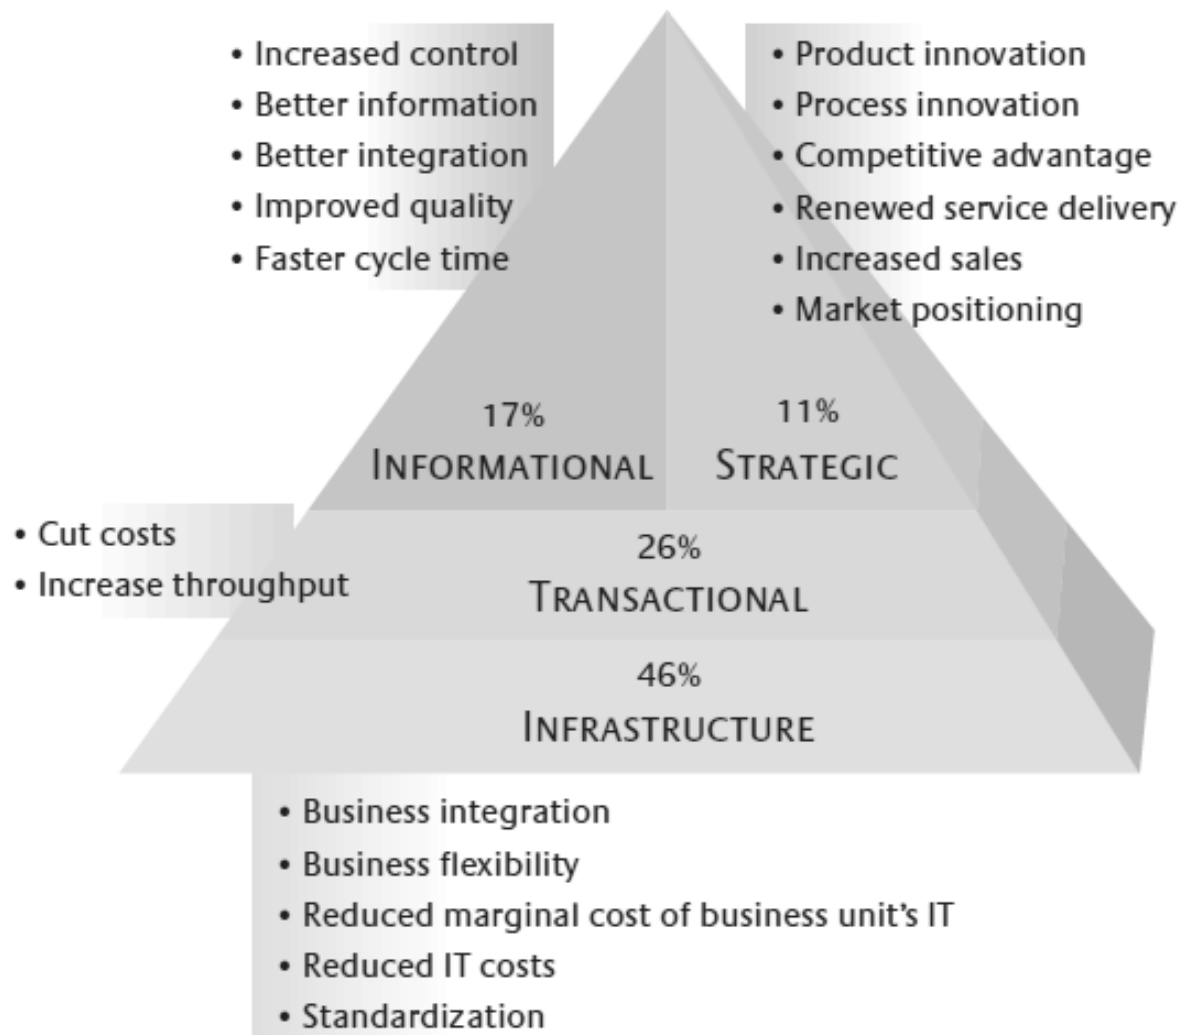 • Increased control
• Better information
• Better integration
• Improved quality
• Faster cycle time
• Product innovation
• Process innovation
• Competitive advantage
• Renewed service delivery
• Increased sales
• Market positioning
17%
INFORMATIONAL
11%
STRATEGIC
• Cut costs
• Increase throughput
26%
TRANSACTIONAL
46%
INFRASTRUCTURE
• Business integration
• Business flexibility
• Reduced marginal cost of business unit’s IT
• Reduced IT costs
• Standardization